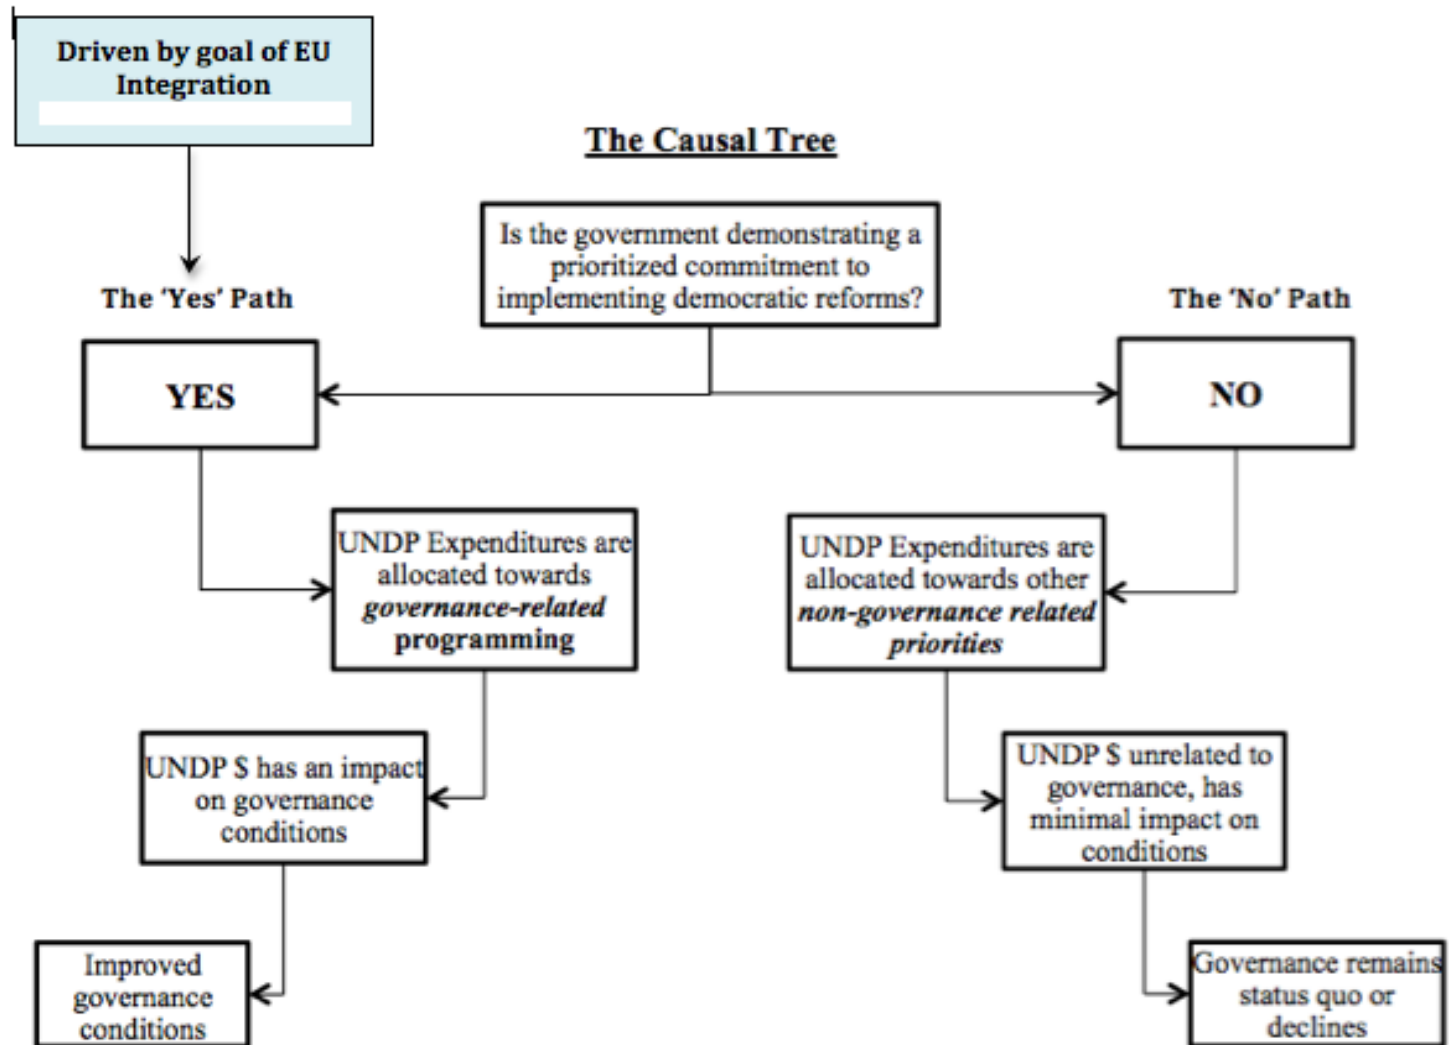 Driven by goal of EU
Integration
The Causal Tree
Is the government demonstrating a
prioritized commitment to
implementing democratic reforms?
The 'Yes' Path
The 'No' Path
YES
NO
UNDP Expenditures are
allocated towards
governance-related
programming
UNDP Expenditures are
allocated towards other
non-governance related
priorities
UNDP $ has an impact
on governance
conditions
UNDP $ unrelated to
governance, has
minimal impact on
conditions
Improved
governance
conditions
Governance remains
status quo or
declines